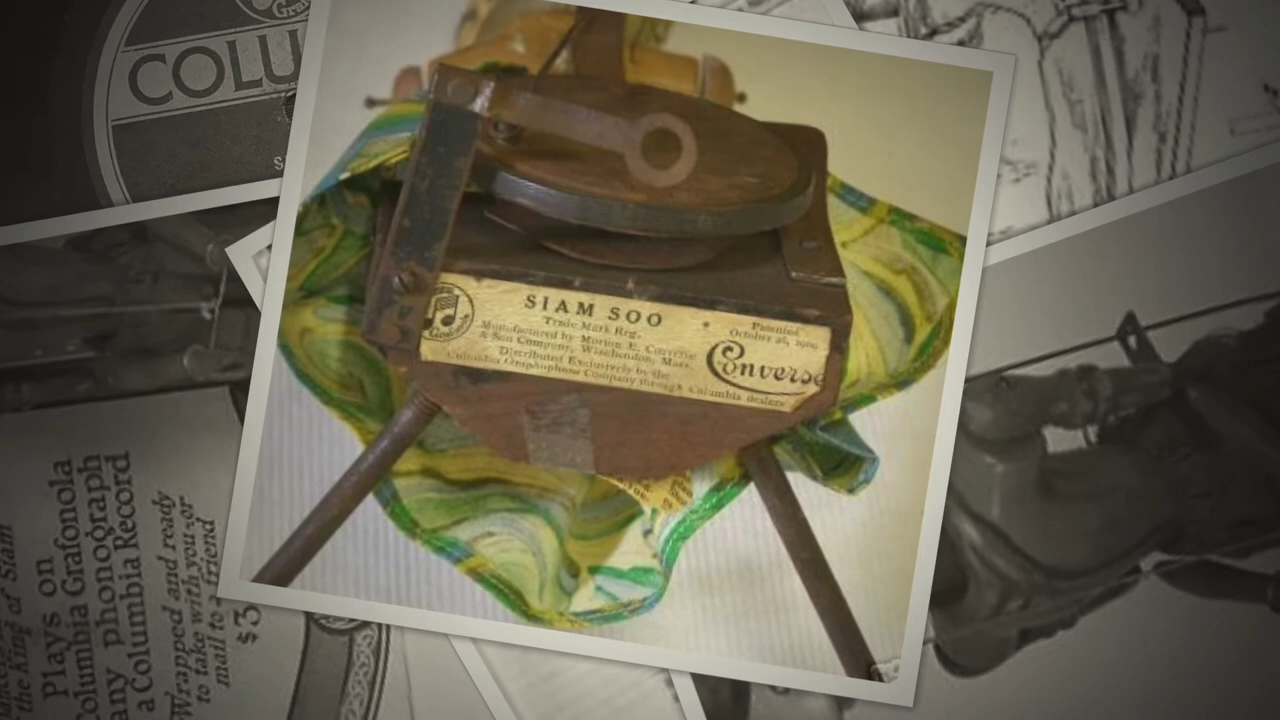 COLU
SIAM SOO
Trade Mark Reg.
Manufactured by Morton E. Converse
& Son Company, Winchendon, Mass.
Distributed Exclusively by the
Columbia Graphophone Company through Columbia dealers
Patented
October 26, 1909
Converse
the King of Siam
Plays on
Columbia Grafonola
any phonograph
a Columbia Record
Wrapped and ready
to take with you-or
mail to a friend
$3